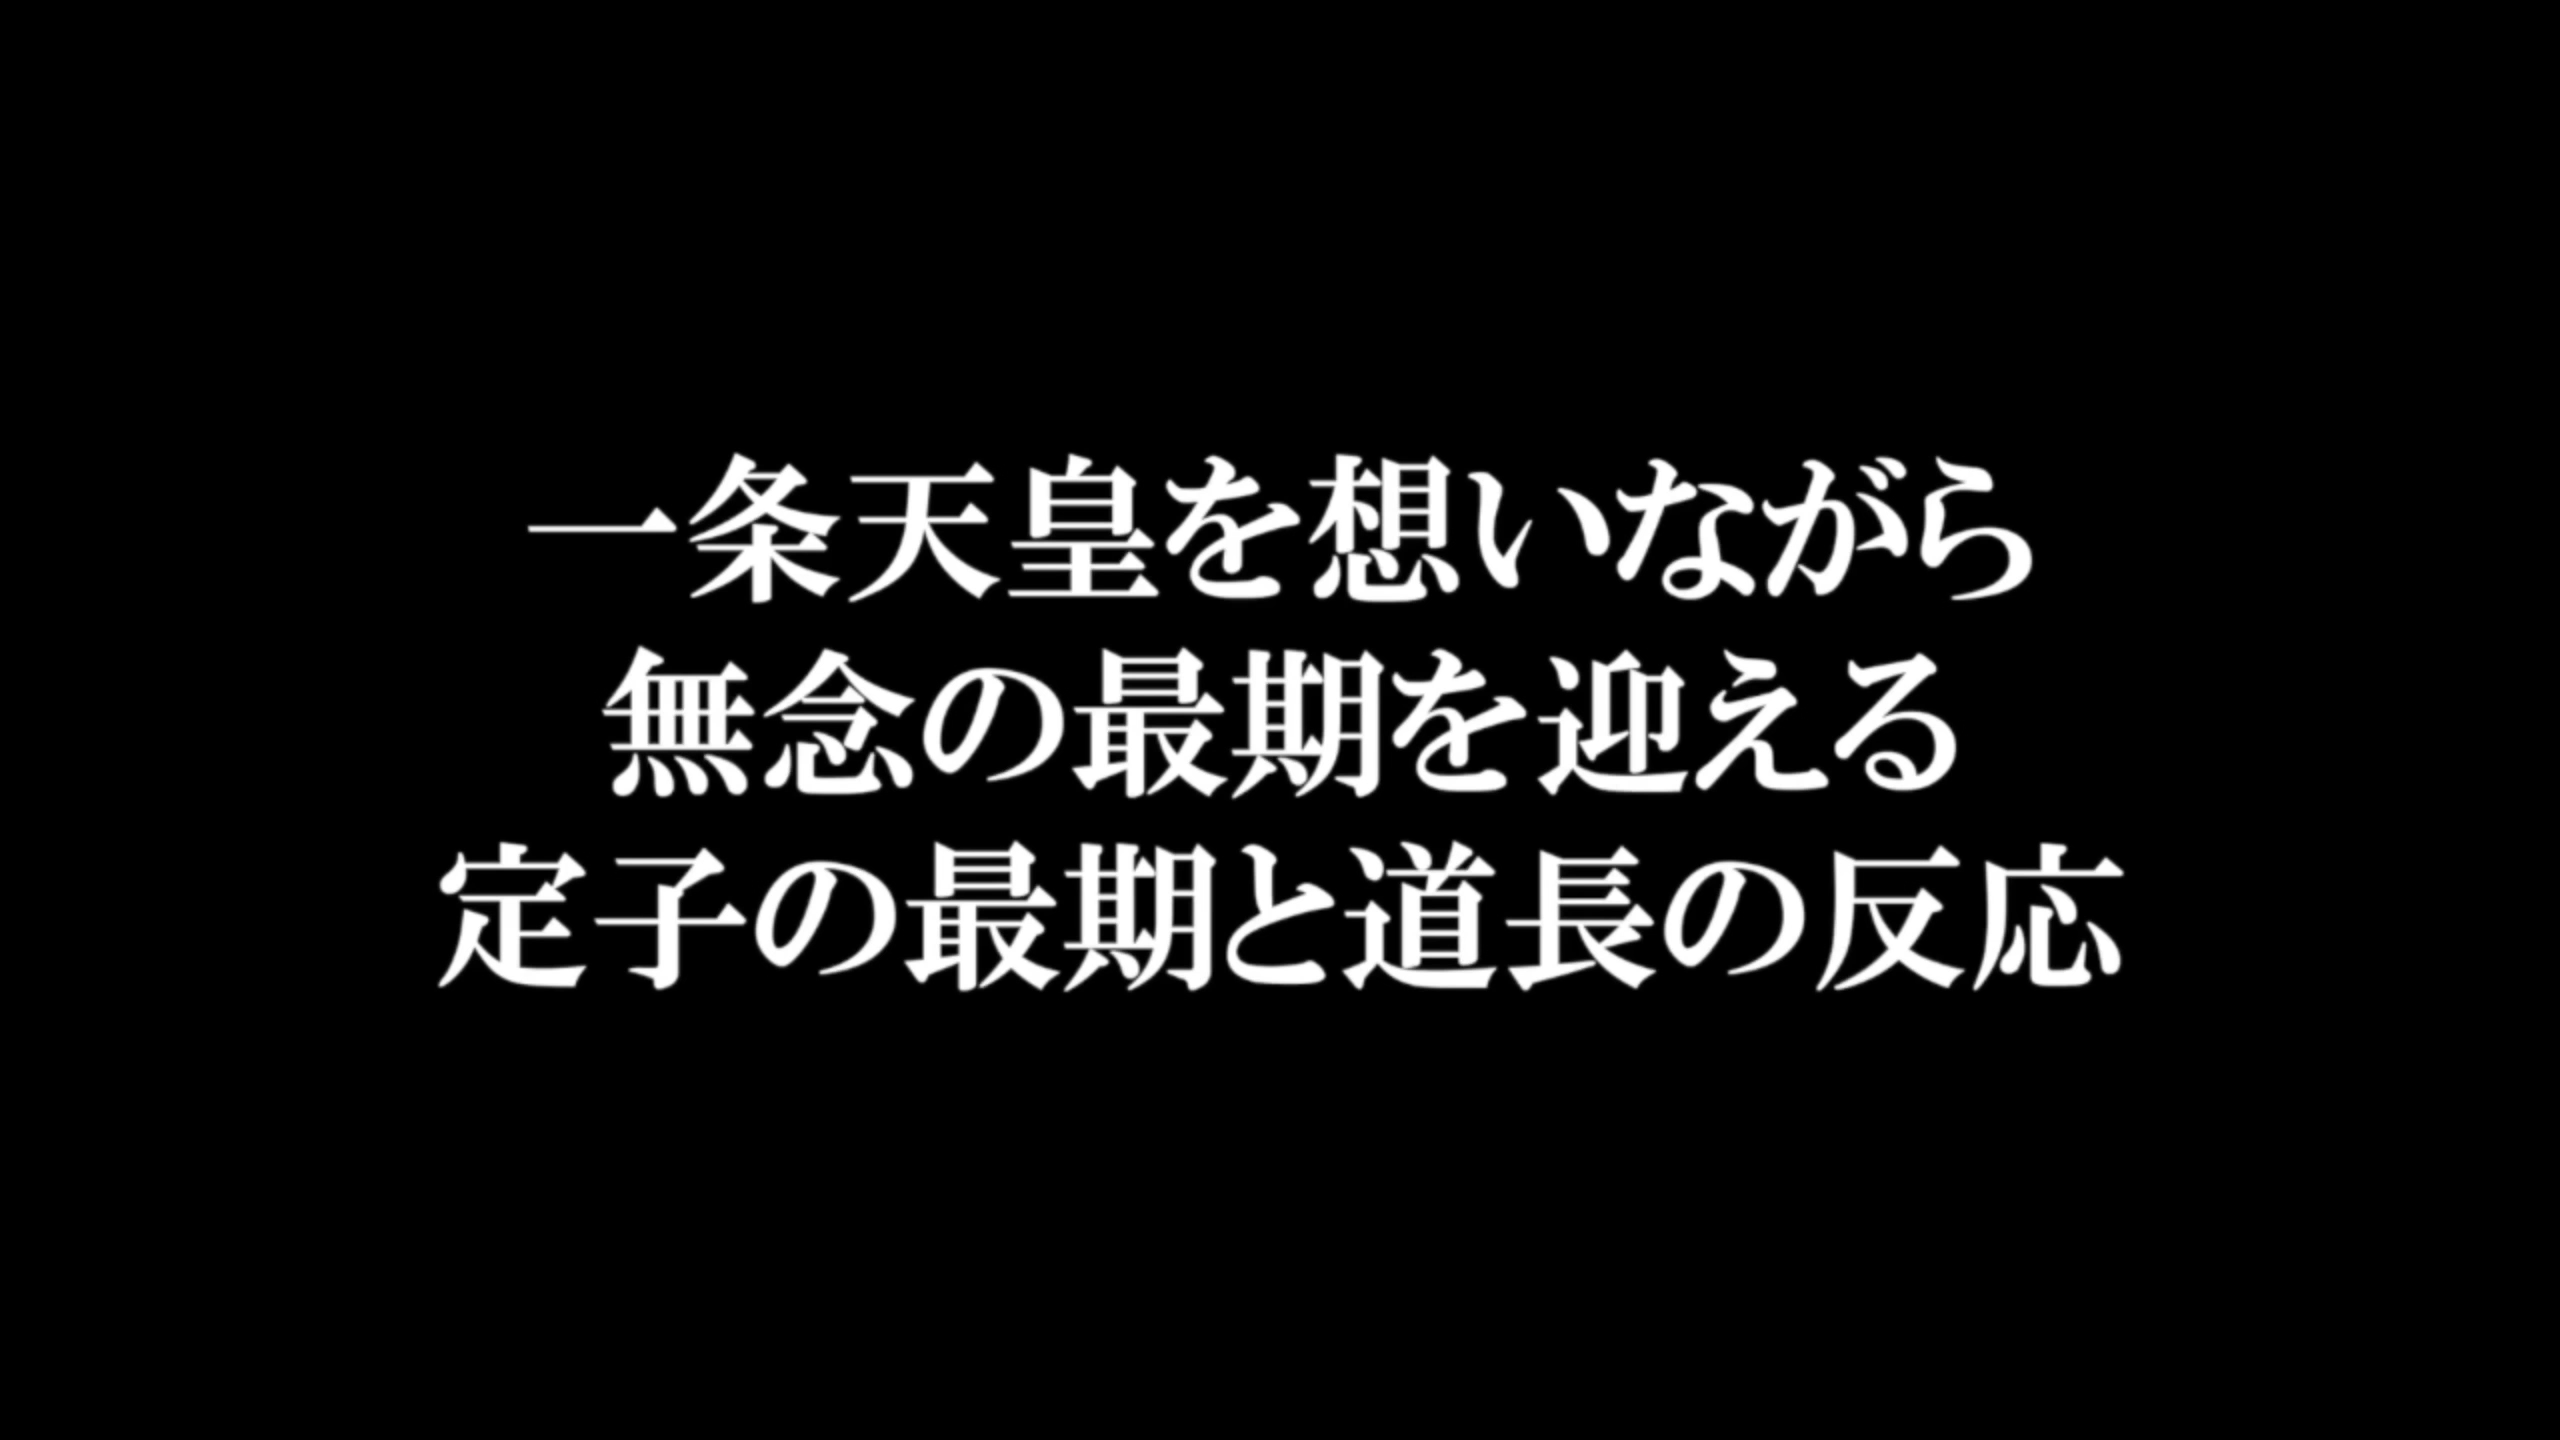 一条天皇を想いながら
無念の最期を迎える
定子の最期と道長の反応